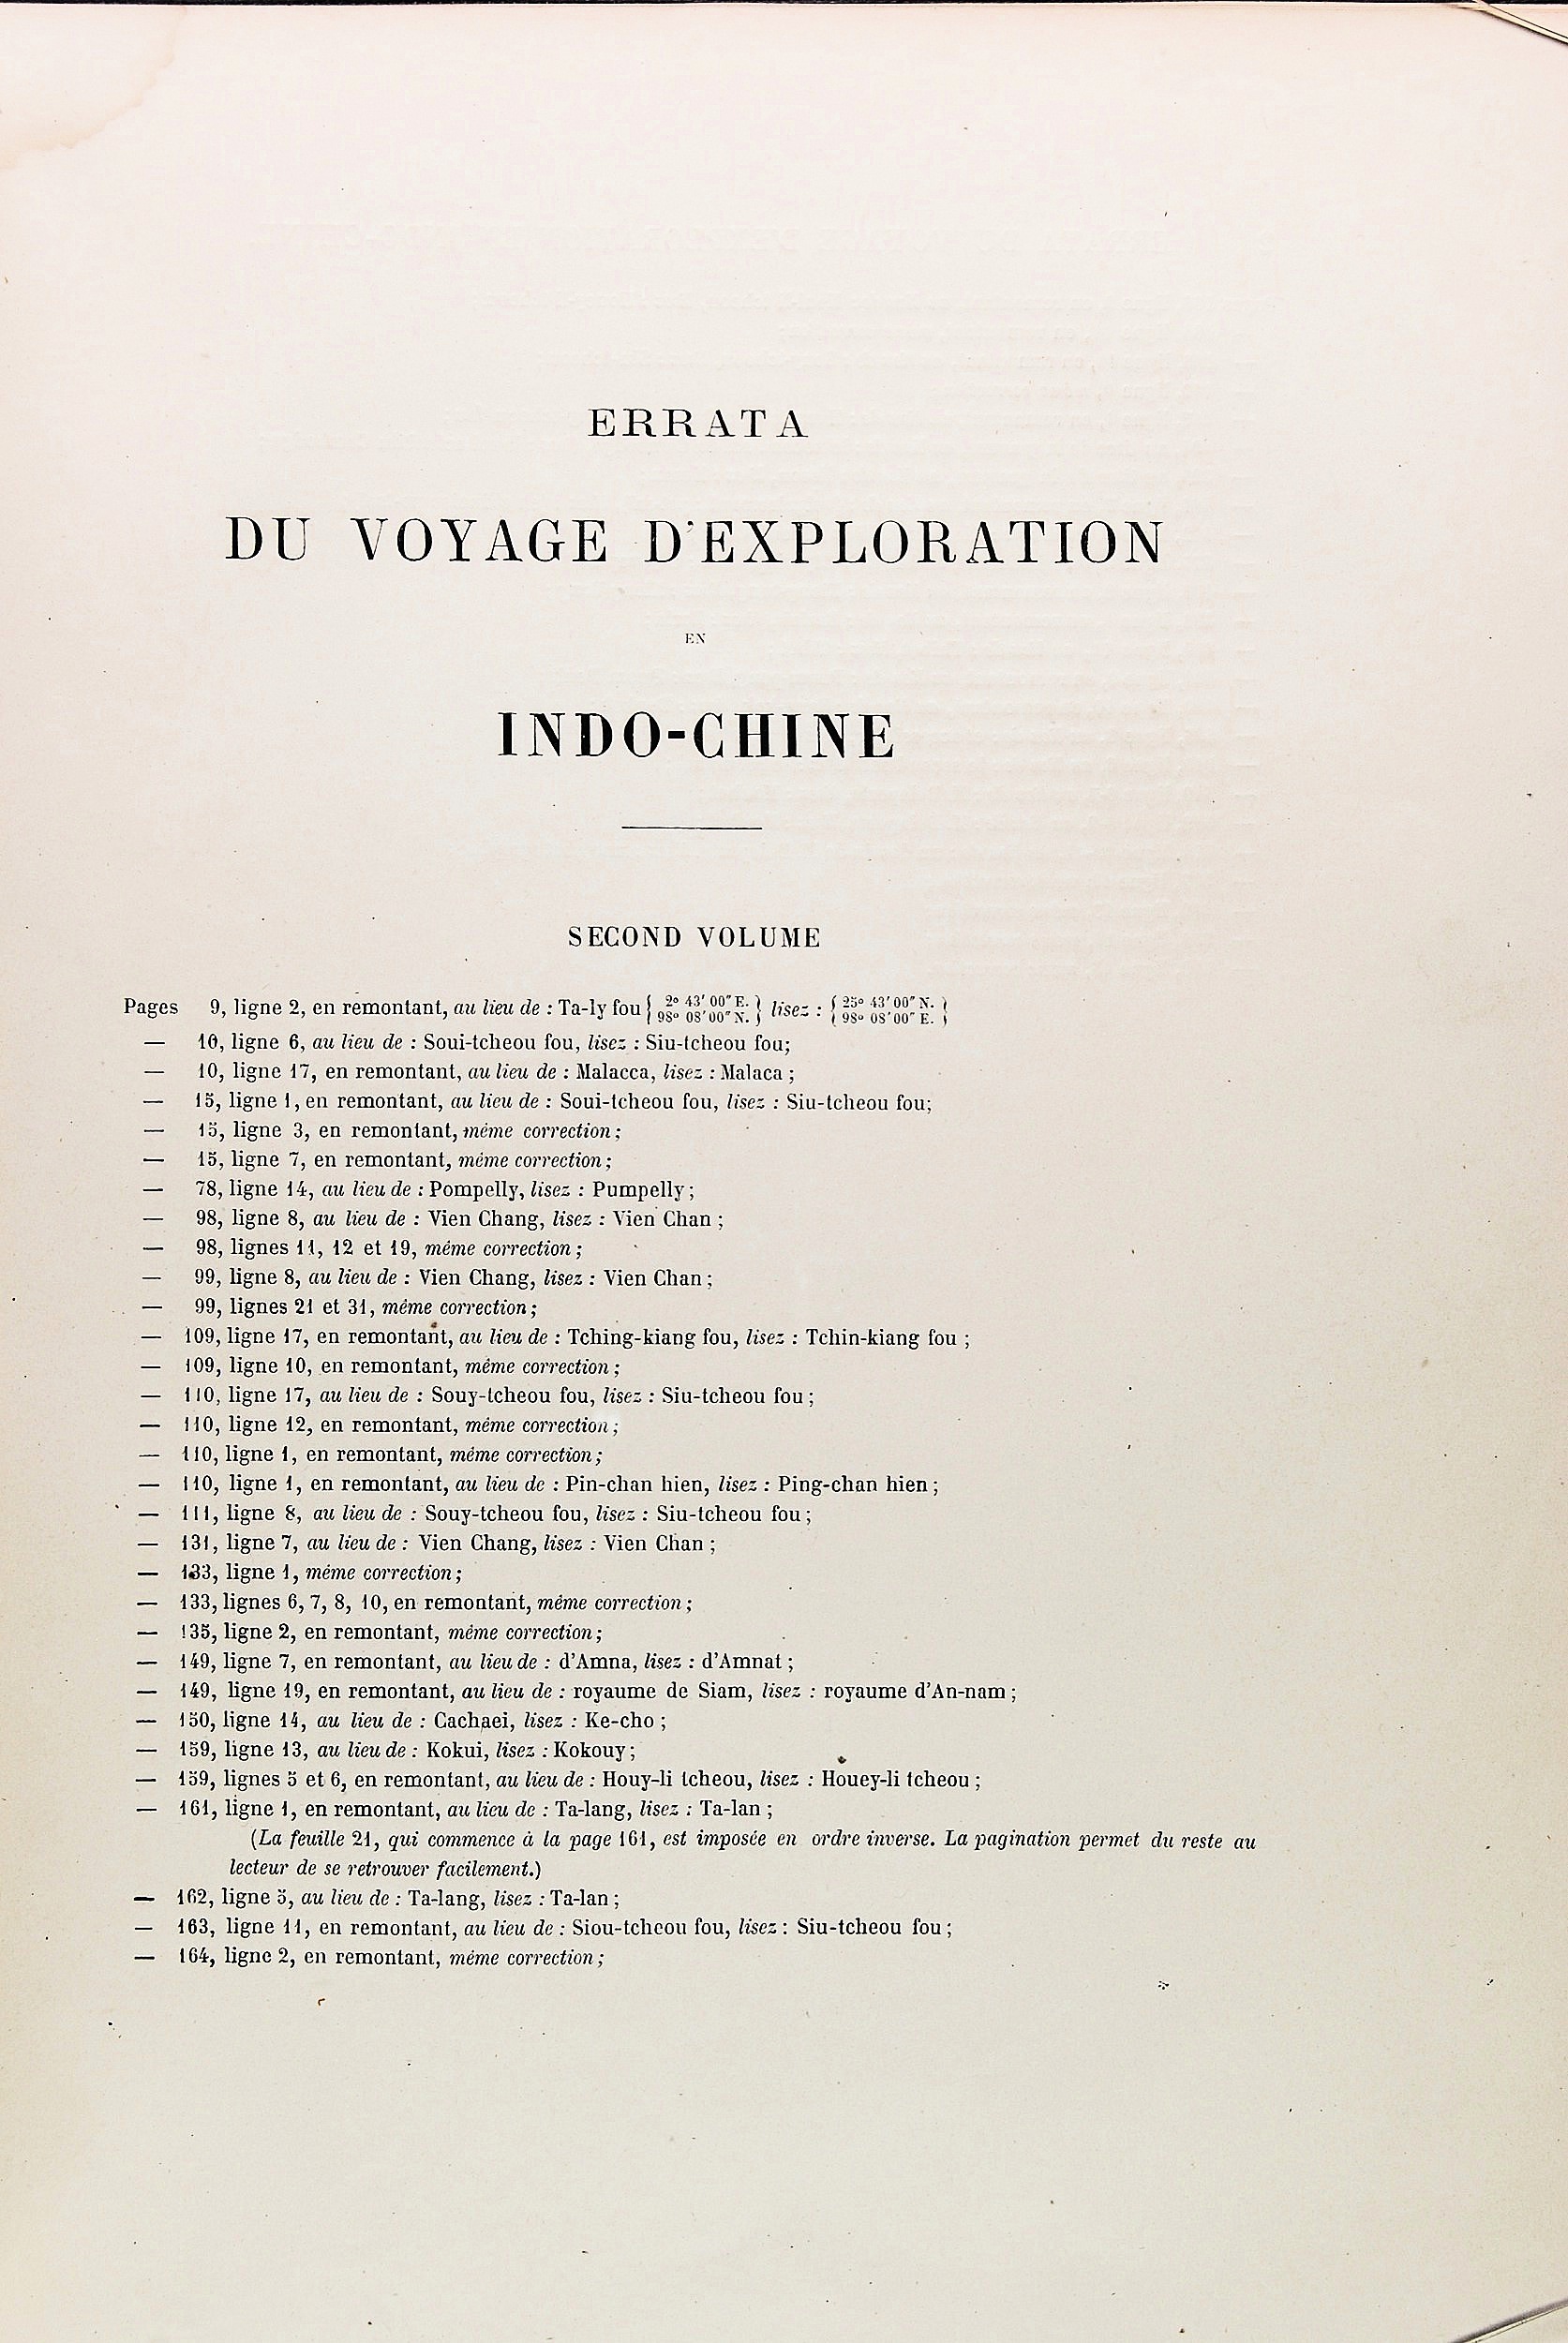 ERRATA
DU VOYAGE D'EXPLORATION
EN
INDO-CHINE
SECOND VOLUME
Pages 9, ligne 2, en remontant, au lieu de : Ta-ly fou { 2º 43′ 00″ E. / 98º 08′ 00″ N. } lisez : { 25º 43′ 00″ N. / 98º 08′ 00″ E. }
— 10, ligne 6, au lieu de : Soui-tcheou fou, lisez : Siu-tcheou fou;
— 10, ligne 17, en remontant, au lieu de : Malacca, lisez : Malaca ;
— 15, ligne 1, en remontant, au lieu de : Soui-tcheou fou, lisez : Siu-tcheou fou;
— 15, ligne 3, en remontant, même correction ;
— 15, ligne 7, en remontant, même correction ;
— 78, ligne 14, au lieu de : Pompelly, lisez : Pumpelly ;
— 98, ligne 8, au lieu de : Vien Chang, lisez : Vien Chan ;
— 98, lignes 11, 12 et 19, même correction ;
— 99, ligne 8, au lieu de : Vien Chang, lisez : Vien Chan ;
— 99, lignes 21 et 31, même correction ;
— 109, ligne 17, en remontant, au lieu de : Tching-kiang fou, lisez : Tchin-kiang fou ;
— 109, ligne 10, en remontant, même correction ;
— 110, ligne 17, au lieu de : Souy-tcheou fou, lisez : Siu-tcheou fou ;
— 110, ligne 12, en remontant, même correction ;
— 110, ligne 1, en remontant, même correction ;
— 110, ligne 1, en remontant, au lieu de : Pin-chan hien, lisez : Ping-chan hien ;
— 111, ligne 8, au lieu de : Souy-tcheou fou, lisez : Siu-tcheou fou ;
— 131, ligne 7, au lieu de : Vien Chang, lisez : Vien Chan ;
— 133, ligne 1, même correction ;
— 133, lignes 6, 7, 8, 10, en remontant, même correction ;
— 135, ligne 2, en remontant, même correction ;
— 149, ligne 7, en remontant, au lieu de : d'Amna, lisez : d'Amnat ;
— 149, ligne 19, en remontant, au lieu de : royaume de Siam, lisez : royaume d'An-nam ;
— 150, ligne 14, au lieu de : Cachaei, lisez : Ke-cho ;
— 159, ligne 13, au lieu de : Kokui, lisez : Kokouy ;
— 159, lignes 5 et 6, en remontant, au lieu de : Houy-li tcheou, lisez : Houey-li tcheou ;
— 161, ligne 1, en remontant, au lieu de : Ta-lang, lisez : Ta-lan ;
(La feuille 21, qui commence à la page 161, est imposée en ordre inverse. La pagination permet du reste au
lecteur de se retrouver facilement.)
— 162, ligne 5, au lieu de : Ta-lang, lisez : Ta-lan ;
— 163, ligne 11, en remontant, au lieu de : Siou-tcheou fou, lisez : Siu-tcheou fou ;
— 164, ligne 2, en remontant, même correction ;